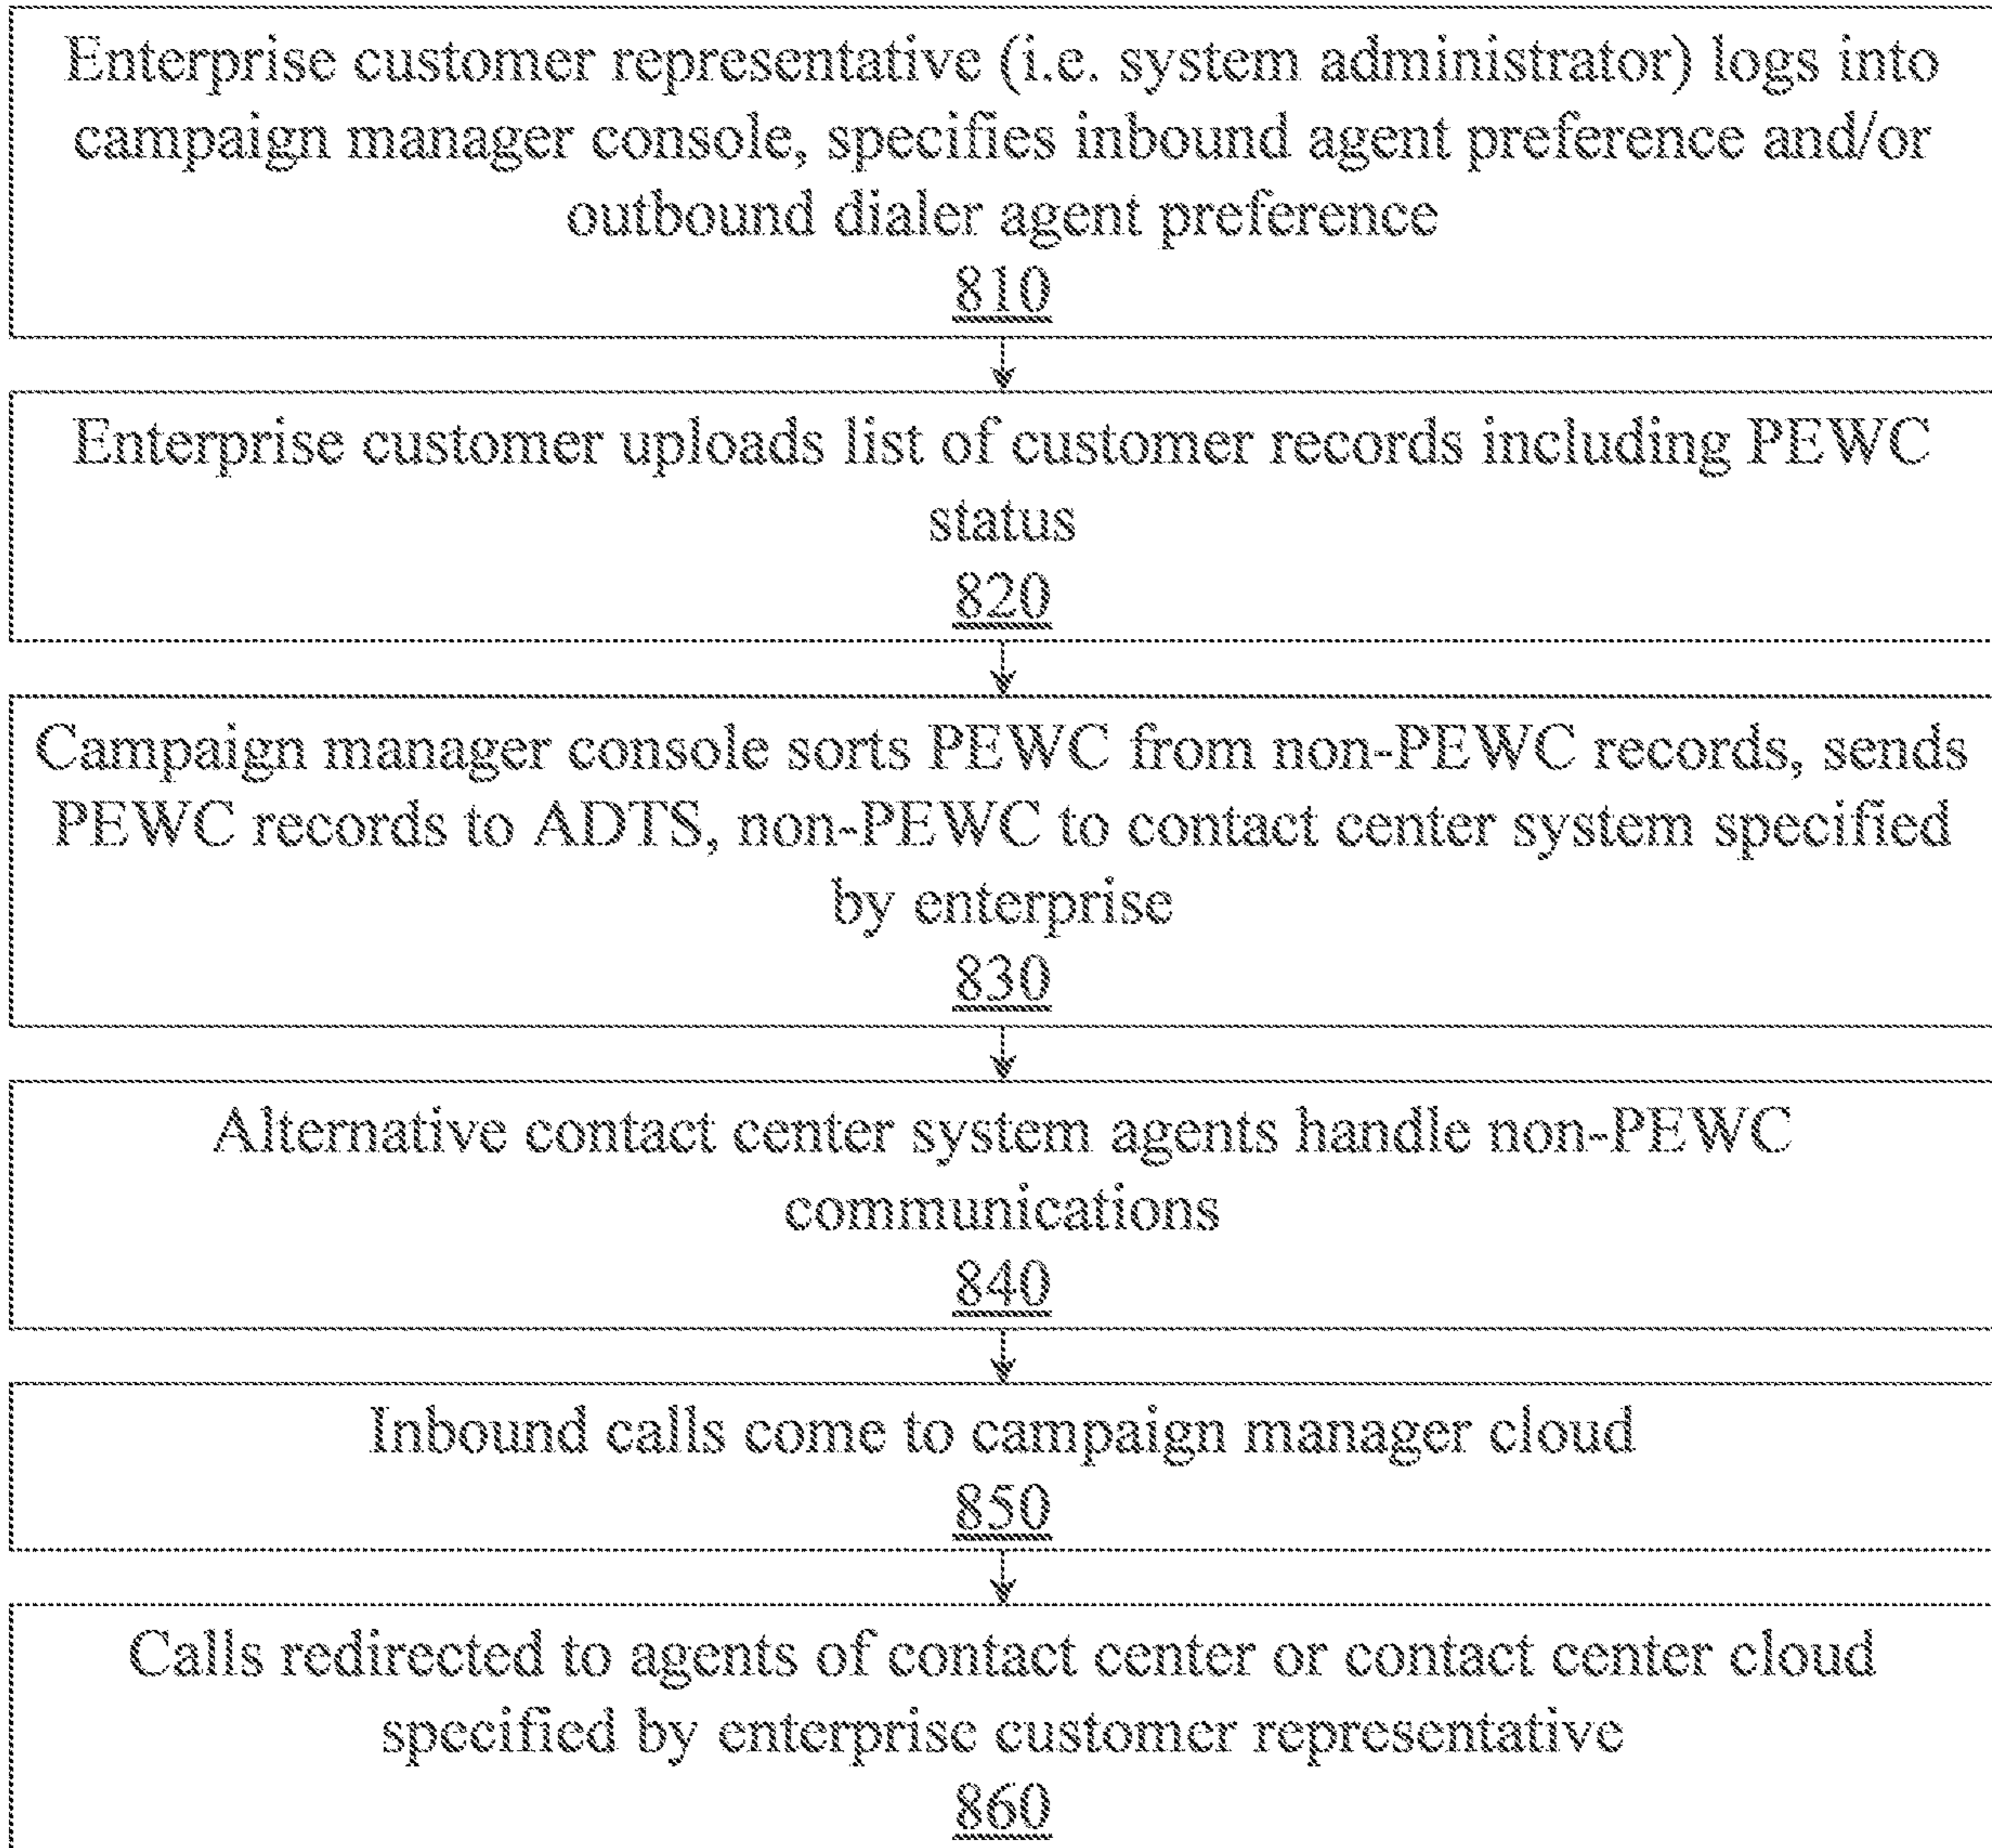 Enterprise customer representative (i.e. system administrator) logs into
campaign manager console, specifies inbound agent preference and/or
outbound dialer agent preference
810
Enterprise customer uploads list of customer records including PEWC
status
820
Campaign manager console sorts PEWC from non-PEWC records, sends
PEWC records to ADTS, non-PEWC to contact center system specified
by enterprise
830
Alternative contact center system agents handle non-PEWC
communications
840
Inbound calls come to campaign manager cloud
850
Calls redirected to agents of contact center or contact center cloud
specified by enterprise customer representative
860